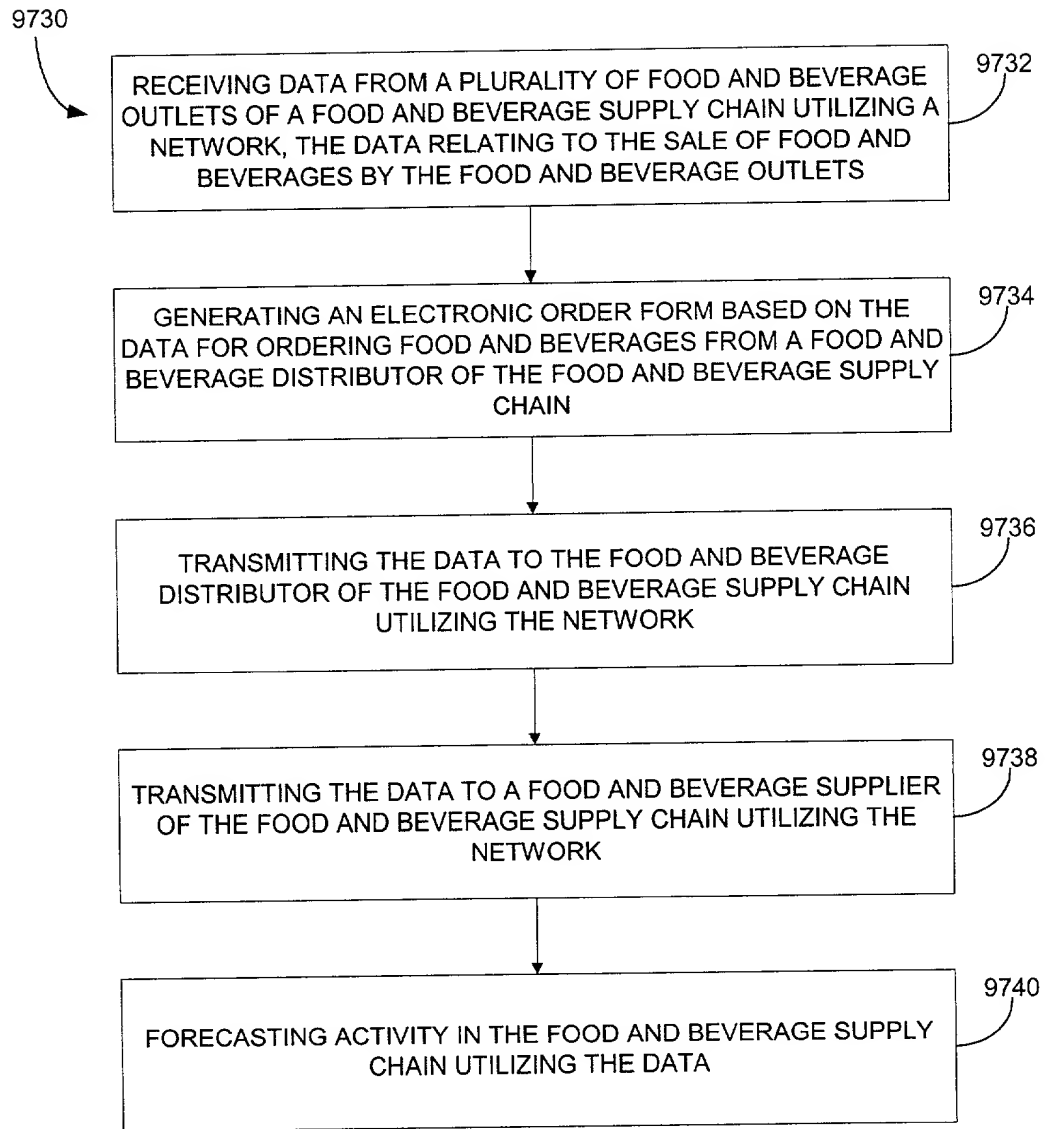 9730
9732
RECEIVING DATA FROM A PLURALITY OF FOOD AND BEVERAGE
OUTLETS OF A FOOD AND BEVERAGE SUPPLY CHAIN UTILIZING A
NETWORK, THE DATA RELATING TO THE SALE OF FOOD AND
BEVERAGES BY THE FOOD AND BEVERAGE OUTLETS
9734
GENERATING AN ELECTRONIC ORDER FORM BASED ON THE
DATA FOR ORDERING FOOD AND BEVERAGES FROM A FOOD AND
BEVERAGE DISTRIBUTOR OF THE FOOD AND BEVERAGE SUPPLY
CHAIN
9736
TRANSMITTING THE DATA TO THE FOOD AND BEVERAGE
DISTRIBUTOR OF THE FOOD AND BEVERAGE SUPPLY CHAIN
UTILIZING THE NETWORK
9738
TRANSMITTING THE DATA TO A FOOD AND BEVERAGE SUPPLIER
OF THE FOOD AND BEVERAGE SUPPLY CHAIN UTILIZING THE
NETWORK
9740
FORECASTING ACTIVITY IN THE FOOD AND BEVERAGE SUPPLY
CHAIN UTILIZING THE DATA